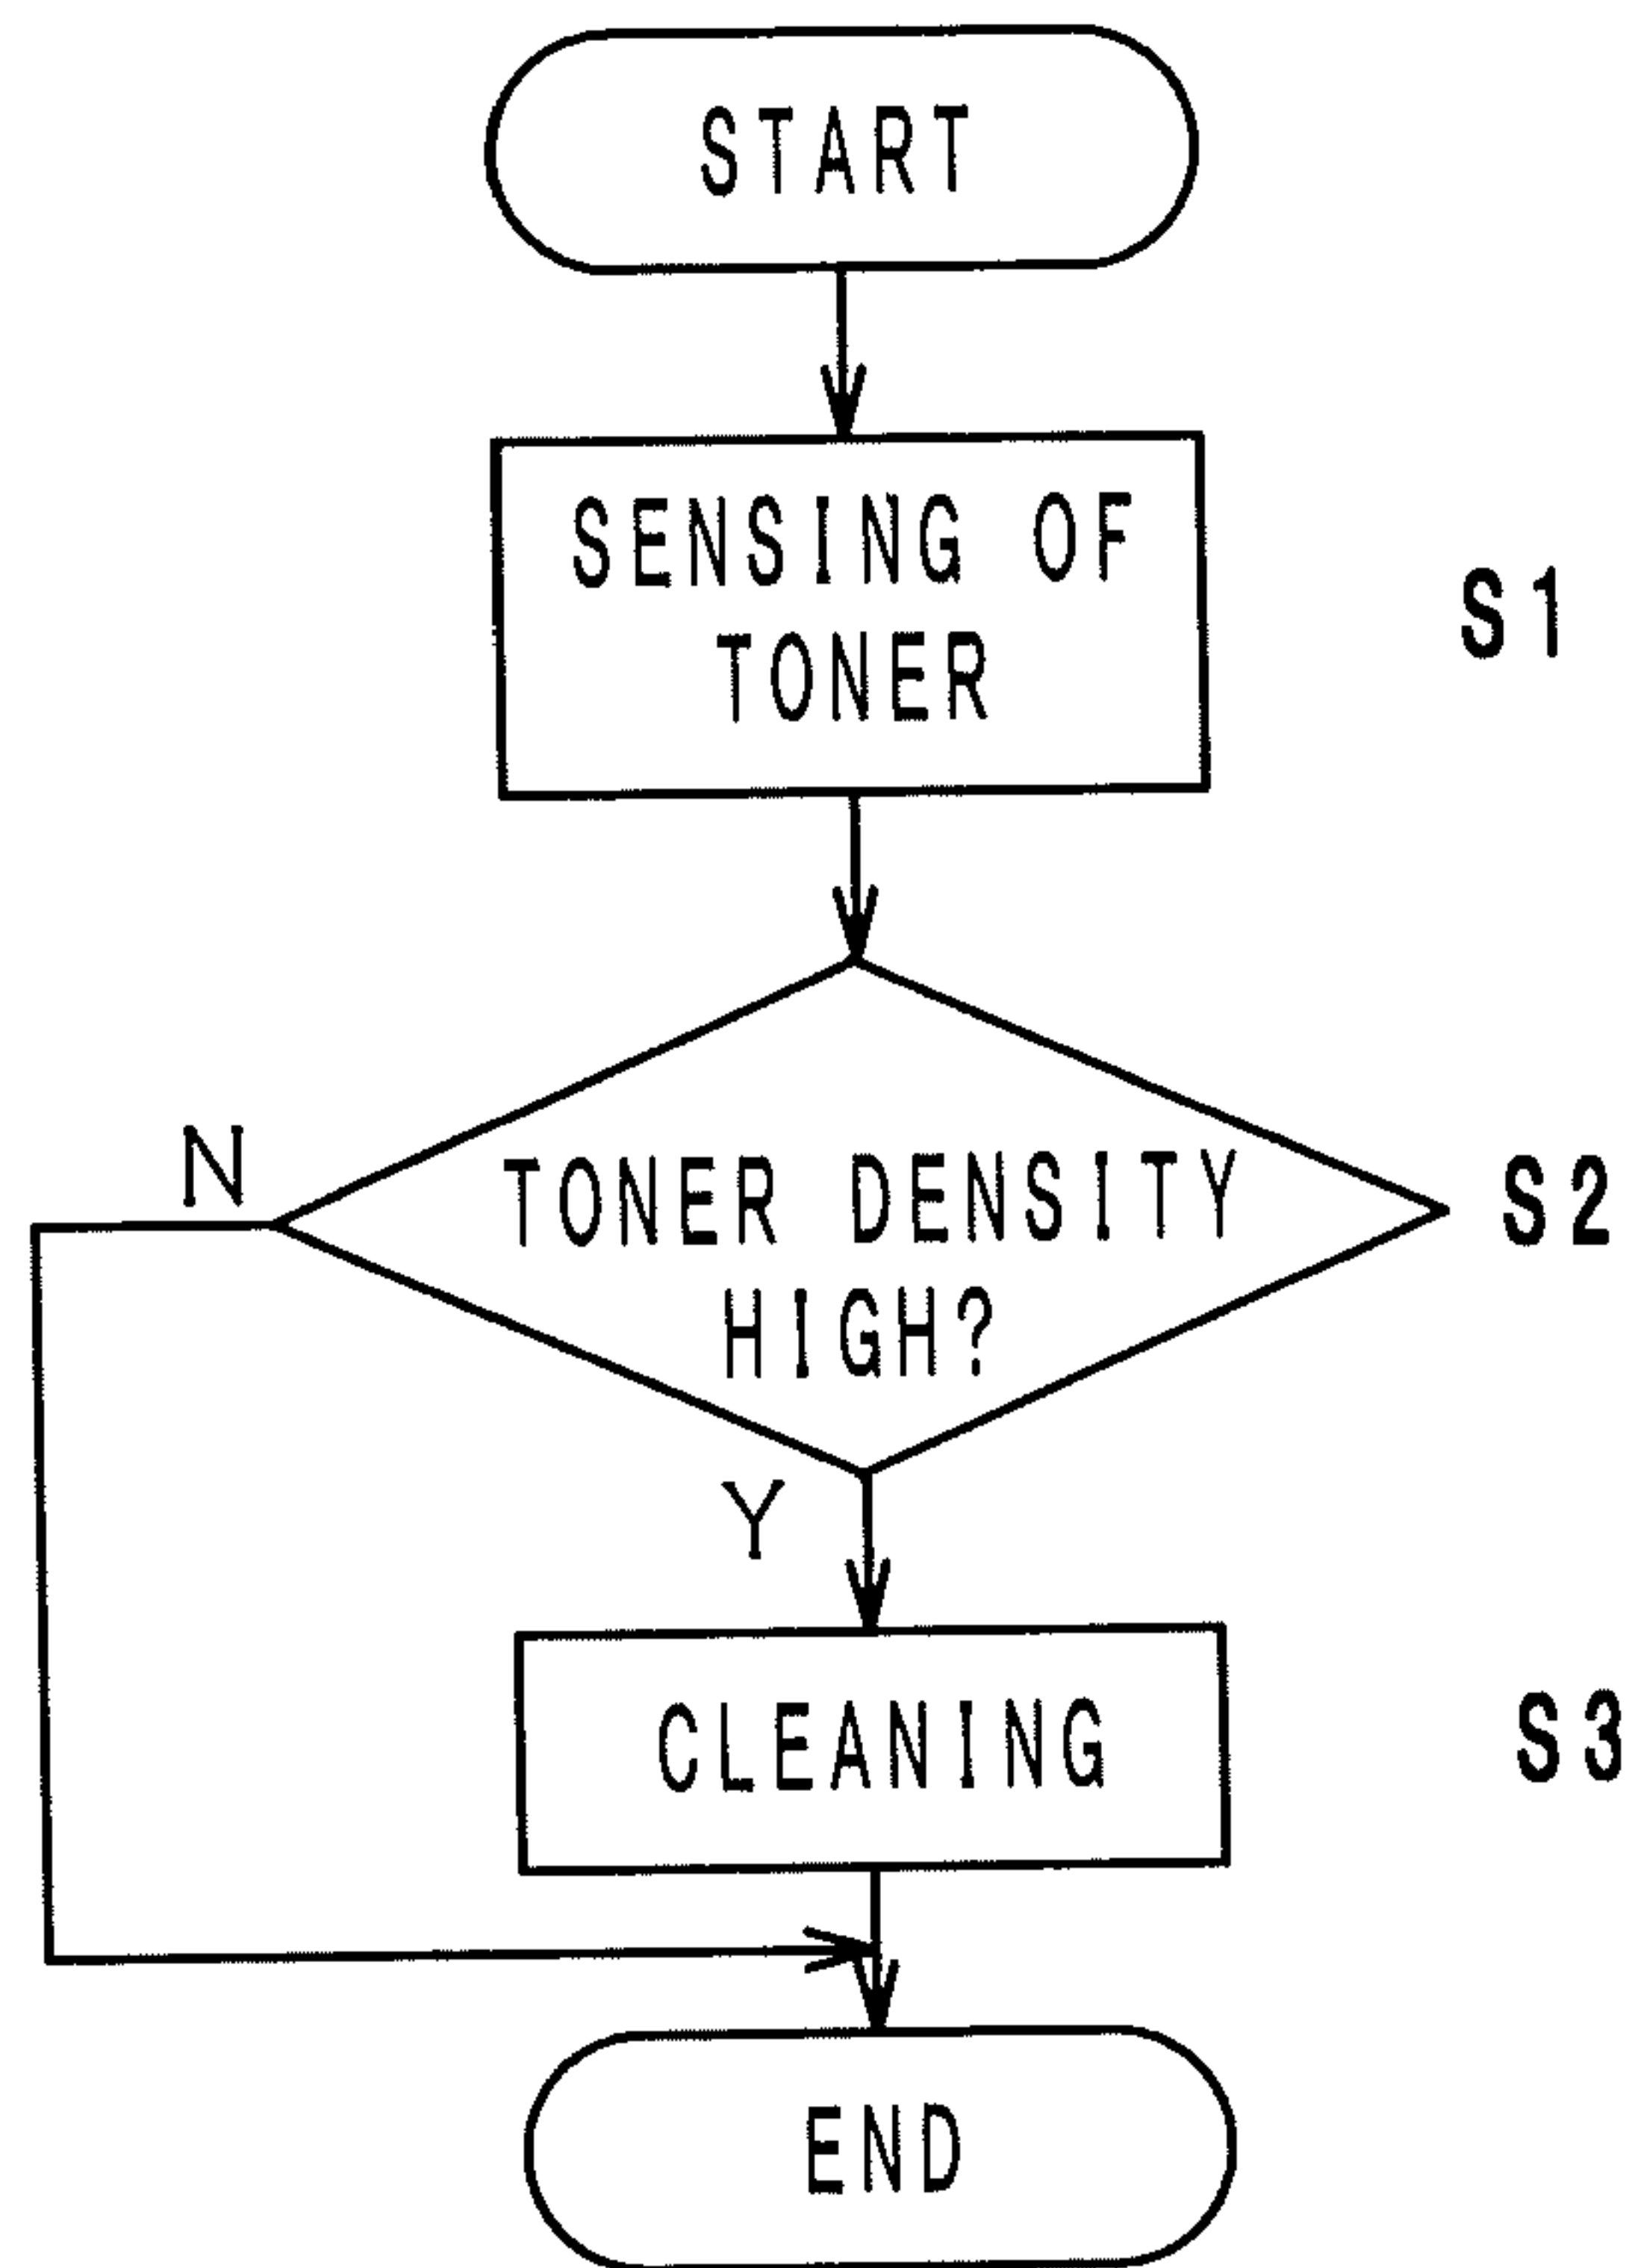 START
SENSING OF
TONER
S1
N
TONER DENSITY
HIGH?
S2
Y
CLEANING
S3
END